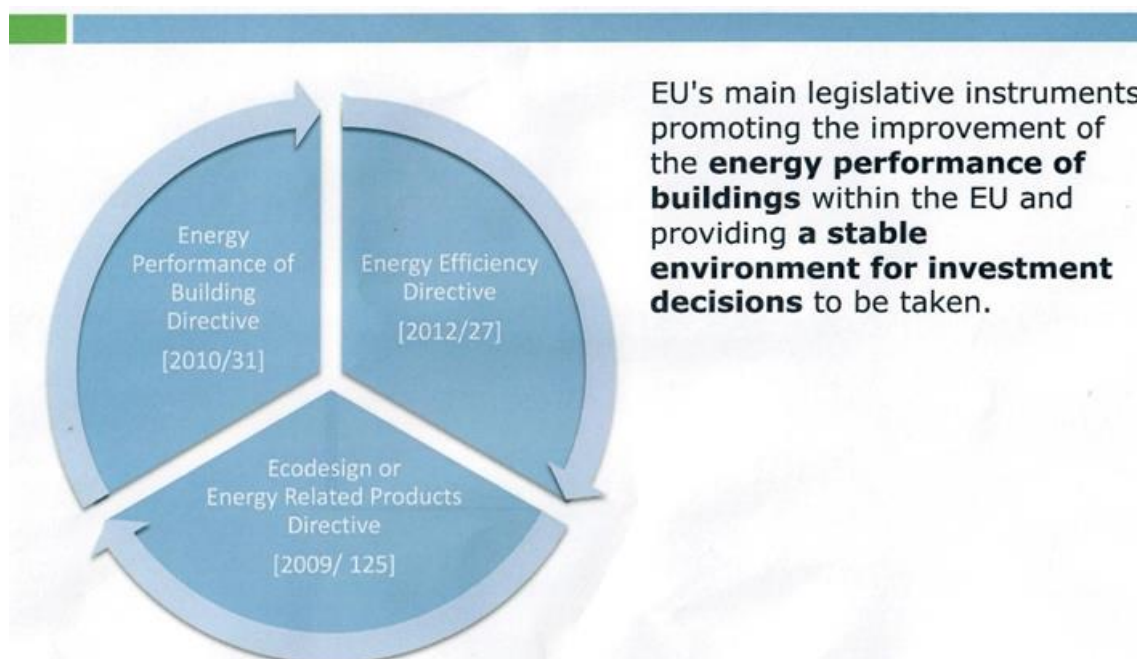 EU's main legislative instruments
promoting the improvement of
the energy performance of
buildings within the EU and
providing a stable
environment for investment
decisions to be taken.
Energy
Performance of
Building
Directive
[2010/31]
Energy Efficiency
Directive
[2012/27]
Ecodesign or
Energy Related Products
Directive
[2009/ 125]